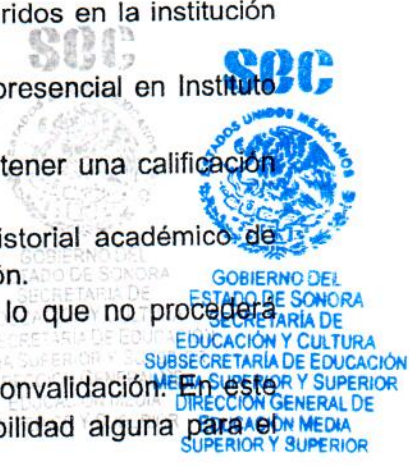 ridos en la institución
sec
sec
presencial en Instituto
ESTADOS UNIDOS MEXICANOS
tener una calificación
istorial académico de
ón.
GOBIERNO DEL
ESTADO DE SONORA
lo que no procederá
SECRETARÍA DE
EDUCACIÓN Y CULTURA
SUBSECRETARÍA DE EDUCACIÓN
MEDIA SUPERIOR Y SUPERIOR
onvalidación. En este
DIRECCIÓN GENERAL DE
bilidad alguna para el
EDUCACIÓN MEDIA
SUPERIOR Y SUPERIOR